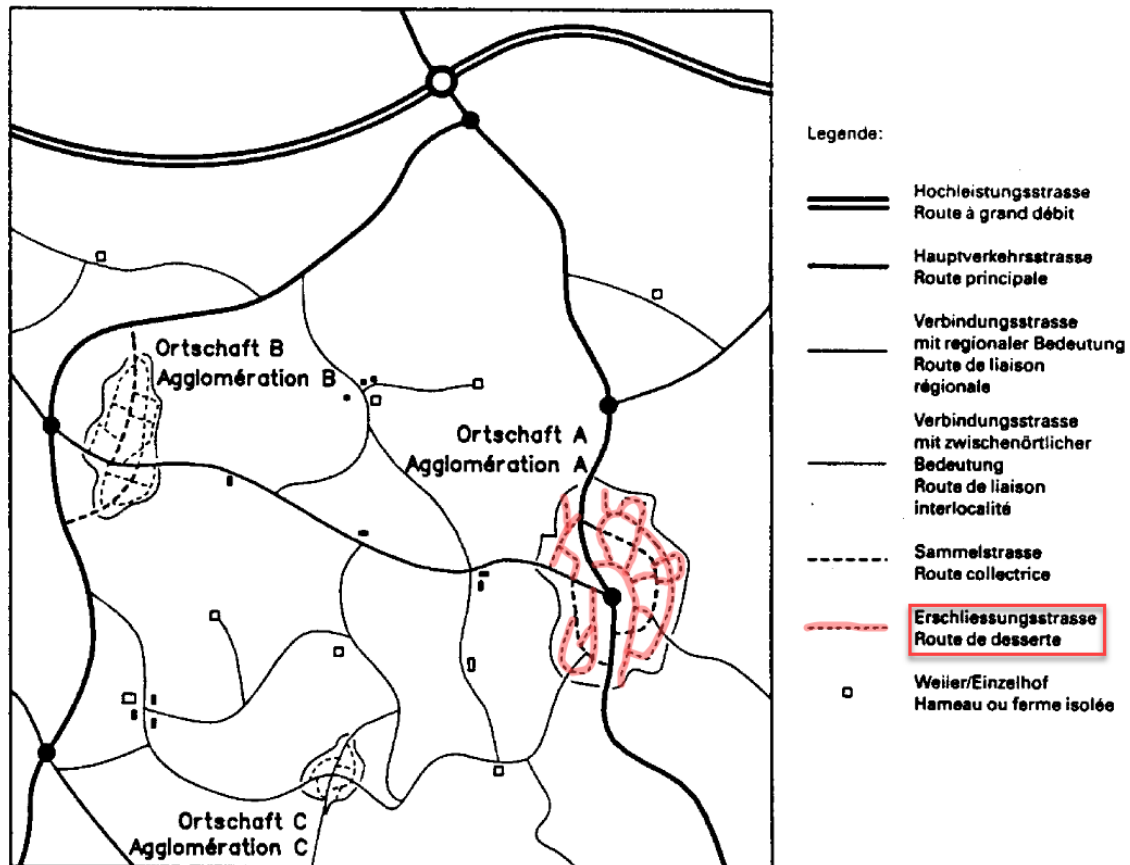 Ortschaft B
Agglomération B
Ortschaft A
Agglomération A
Ortschaft C
Agglomération C
Legende:
Hochleistungsstrasse
Route à grand débit
Hauptverkehrsstrasse
Route principale
Verbindungsstrasse
mit regionaler Bedeutung
Route de liaison
régionale
Verbindungsstrasse
mit zwischenörtlicher
Bedeutung
Route de liaison
interlocalité
Sammelstrasse
Route collectrice
Erschliessungsstrasse
Route de desserte
Weiler/Einzelhof
Hameau ou ferme isolée